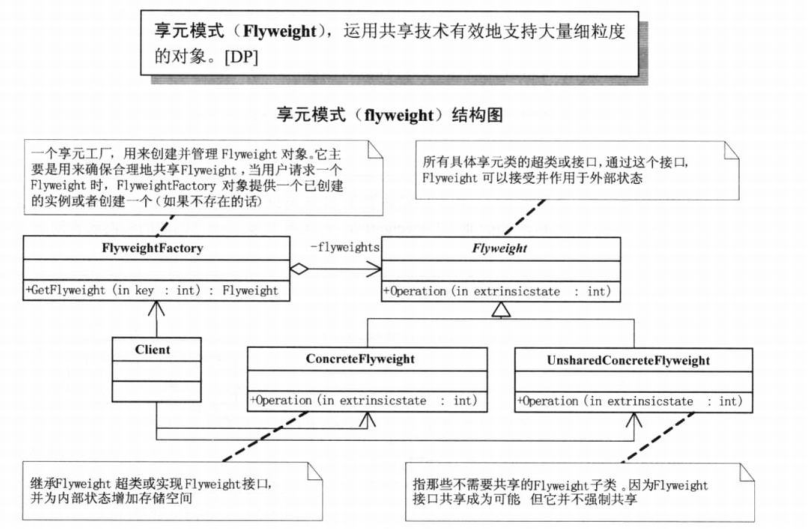 享元模式（Flyweight），运用共享技术有效地支持大量细粒度
的对象。[DP]
享元模式（flyweight）结构图
一个享元工厂，用来创建并管理 Flyweight 对象。它主
要是用来确保合理地共享Flyweight，当用户请求一个
Flyweight 时，FlyweightFactory 对象提供一个已创建
的实例或者创建一个（如果不存在的话）
所有具体享元类的超类或接口，通过这个接口，
Flyweight 可以接受并作用于外部状态
FlyweightFactory
+GetFlyweight (in key : int) : Flyweight
-flyweights
Flyweight
+Operation (in extrinsicstate : int)
Client
ConcreteFlyweight
+Operation (in extrinsicstate : int)
UnsharedConcreteFlyweight
+Operation (in extrinsicstate : int)
继承Flyweight 超类或实现 Flyweight接口，
并为内部状态增加存储空间
指那些不需要共享的Flyweight子类。因为Flyweight
接口共享成为可能 但它并不强制共享